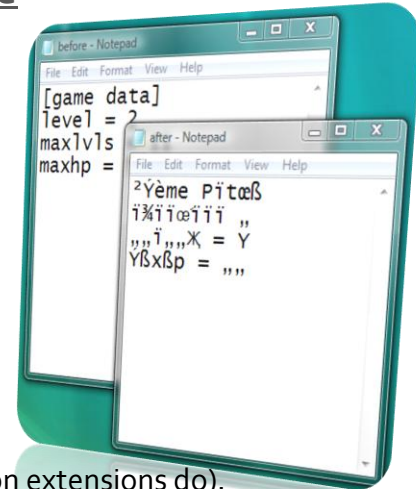 before - Notepad
File Edit Format View Help
[game data]
level = 2
maxlvls
maxhp =
after - Notepad
File Edit Format View Help
²Ýème Pïtœß
ï¾ïïœïïï „
„„ï„„Ж = Ý
Ýßxßp = „„
on extensions do).